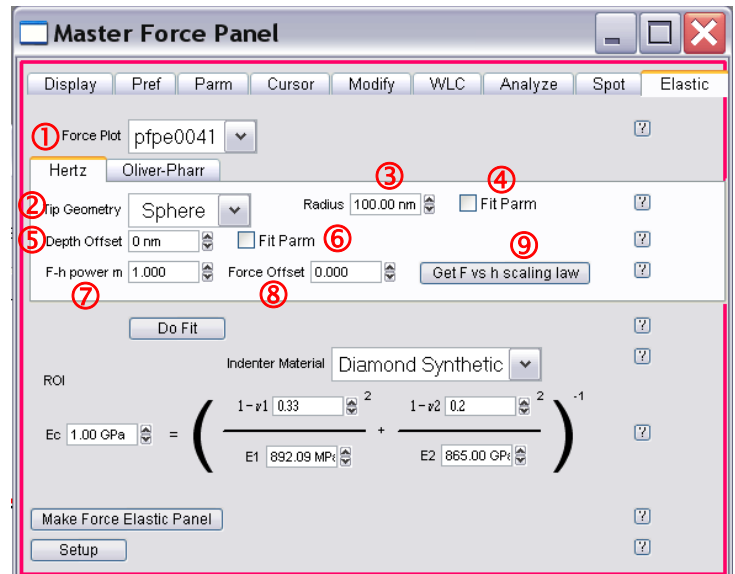 Master Force Panel
Display Pref Parm Cursor Modify WLC Analyze Spot Elastic
① Force Plot pfpe0041 ?
Hertz Oliver-Pharr ③ ④
② Tip Geometry Sphere Radius 100.00 nm Fit Parm ?
⑤ Depth Offset 0 nm Fit Parm ⑥ ⑨ ?
F-h power m 1.000 Force Offset 0.000 Get F vs h scaling law ?
⑦ ⑧
Do Fit ?
Indenter Material Diamond Synthetic ?
ROI
1-ν1 0.33 2 1-ν2 0.2 2 -1
Ec 1.00 GPa = ( + ) ?
E1 892.09 MPa E2 865.00 GPa
Make Force Elastic Panel ?
Setup ?